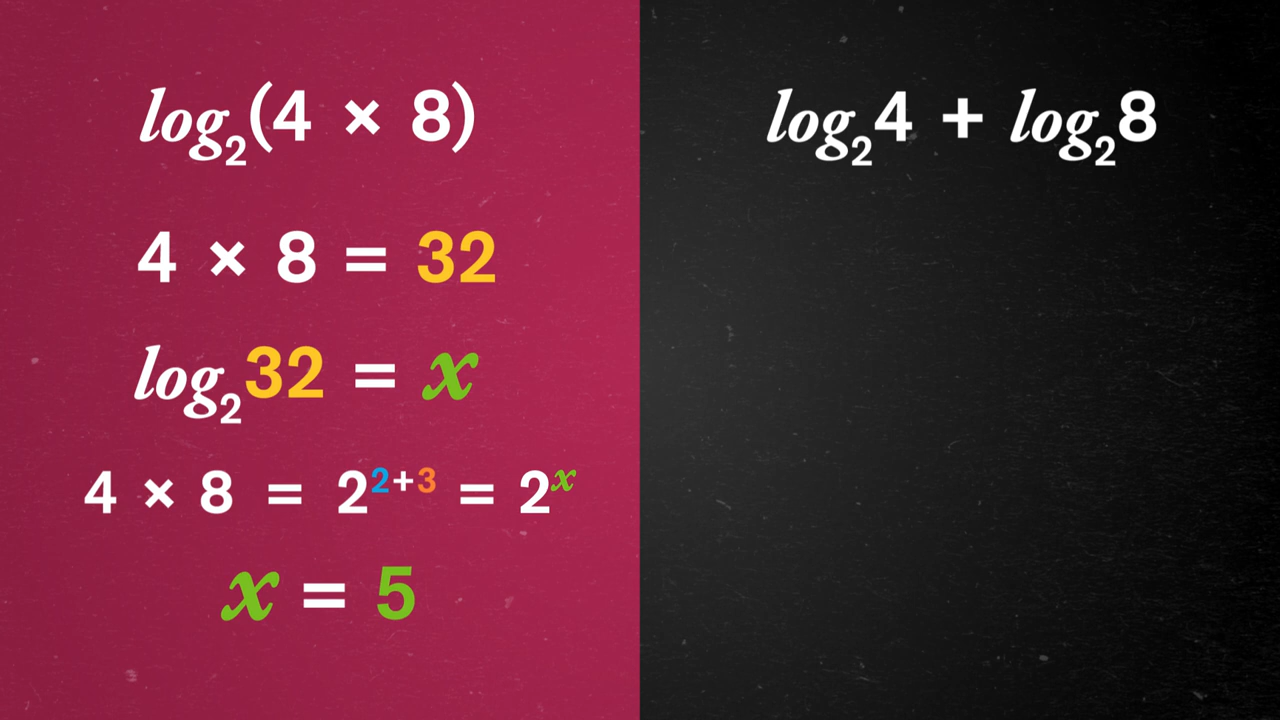 log₂(4 × 8)
4 × 8 = 32
log₂32 = x
4 × 8 = 2²⁺³ = 2ˣ
x = 5
log₂4 + log₂8